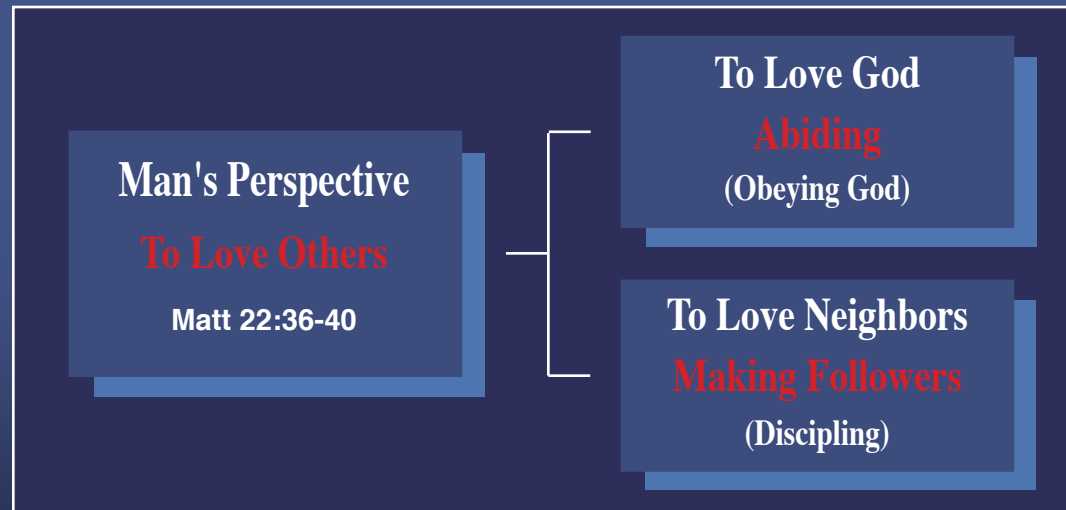 Man's Perspective
To Love Others
Matt 22:36-40
To Love God
Abiding
(Obeying God)
To Love Neighbors
Making Followers
(Discipling)